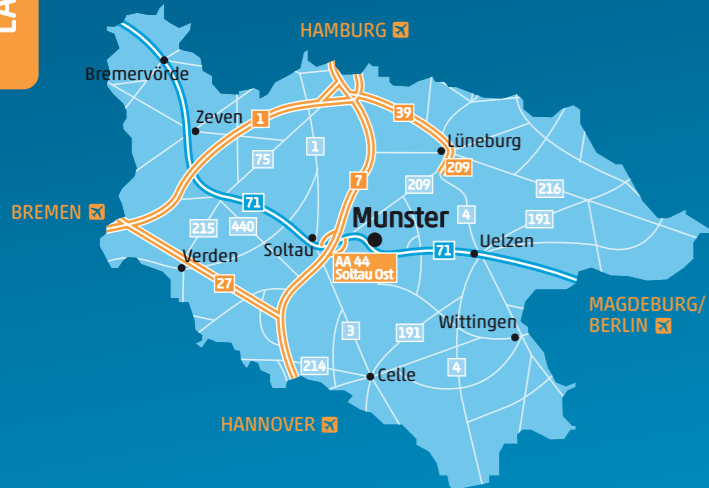 LA
HAMBURG
Bremervörde
Zeven
1
39
75
1
Lüneburg
209
7
209
216
71
4
191
BREMEN
215
440
Munster
Soltau
71
Uelzen
Verden
AA 44
Soltau Ost
27
MAGDEBURG/
BERLIN
3
191
Wittingen
214
4
Celle
HANNOVER